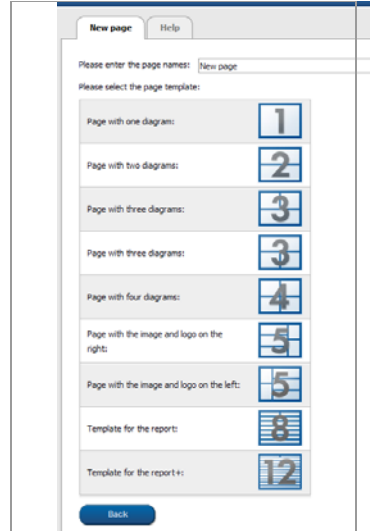 New page
Help
Please enter the page names:
New page
Please select the page template:
Page with one diagram:
1
Page with two diagrams:
2
Page with three diagrams:
3
Page with three diagrams:
3
Page with four diagrams:
4
Page with the image and logo on the
right:
5
Page with the image and logo on the left:
5
Template for the report:
8
Template for the report+:
12
Back